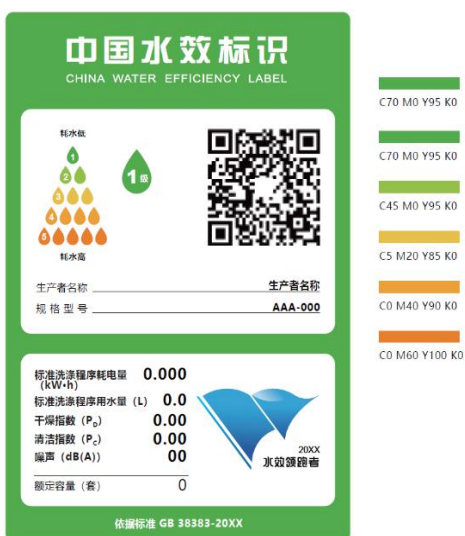 中国水效标识
CHINA WATER EFFICIENCY LABEL
耗水低
1
2
3
4
5
耗水高
1级
生产者名称 生产者名称
规格型号 AAA-000
标准洗涤程序耗电量 0.000
(kW•h)
标准洗涤程序用水量 (L) 0.0
干燥指数 (PD) 0.00
清洁指数 (PC) 0.00
噪声 (dB(A)) 00
额定容量 (套) 0
20XX
水效领跑者
依据标准 GB 38383-20XX
C70 M0 Y95 K0
C70 M0 Y95 K0
C45 M0 Y95 K0
C5 M20 Y85 K0
C0 M40 Y90 K0
C0 M60 Y100 K0